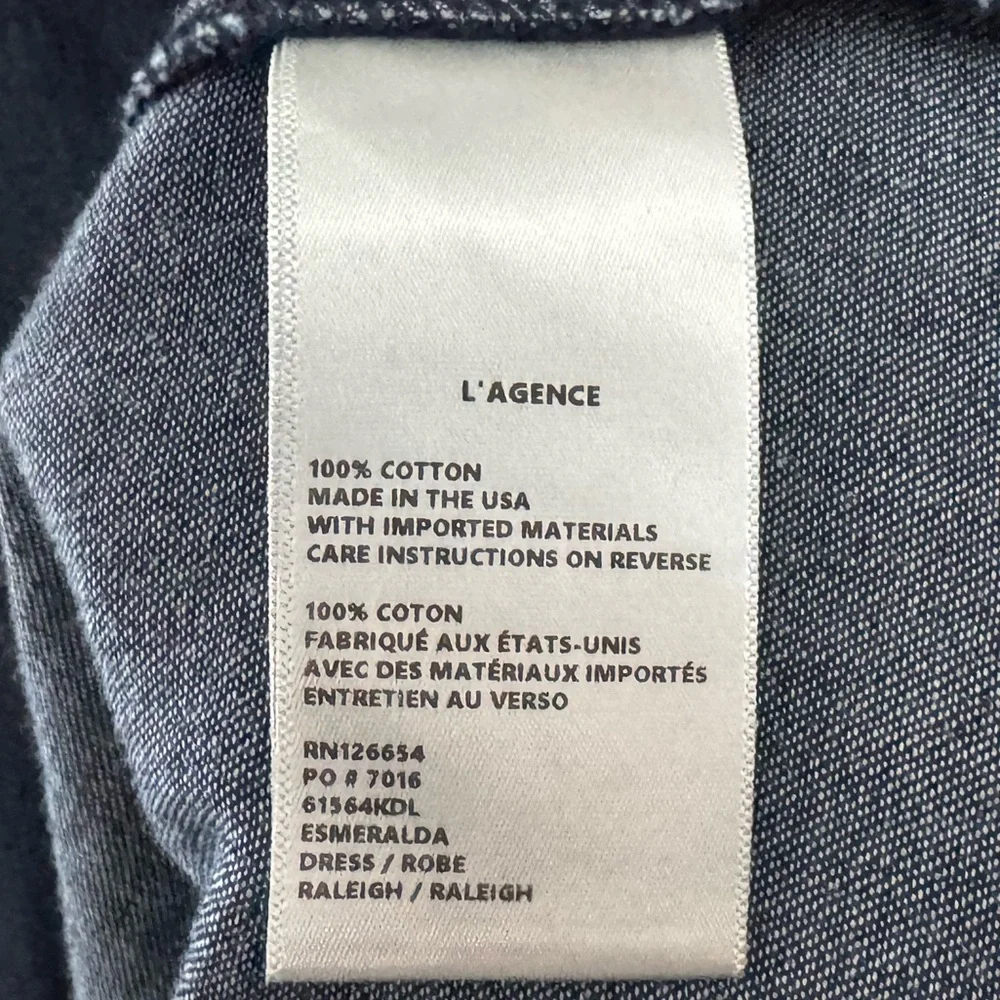 L'AGENCE
100% COTTON
MADE IN THE USA
WITH IMPORTED MATERIALS
CARE INSTRUCTIONS ON REVERSE
100% COTON
FABRIQUÉ AUX ÉTATS-UNIS
AVEC DES MATÉRIAUX IMPORTÉS
ENTRETIEN AU VERSO
RN126654
PO # 7016
61564KDL
ESMERALDA
DRESS / ROBE
RALEIGH / RALEIGH